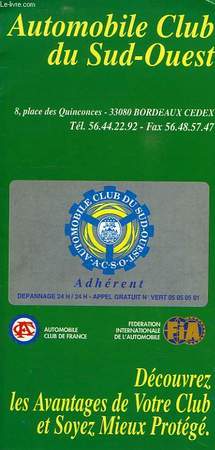 Le-Livre.com
Automobile Club
du Sud-Ouest
8, place des Quinconces - 33080 BORDEAUX CEDEX
Tél. 56.44.22.92 - Fax 56.48.57.47
AUTOMOBILE CLUB DU SUD-OUEST
A·C·S·O
Adhérent
DEPANNAGE 24 H / 24 H - APPEL GRATUIT N° VERT 05 05 05 81
AUTOMOBILE
CLUB DE FRANCE
FEDERATION
INTERNATIONALE
DE L'AUTOMOBILE
FIA
Découvrez
les Avantages de Votre Club
et Soyez Mieux Protégé.